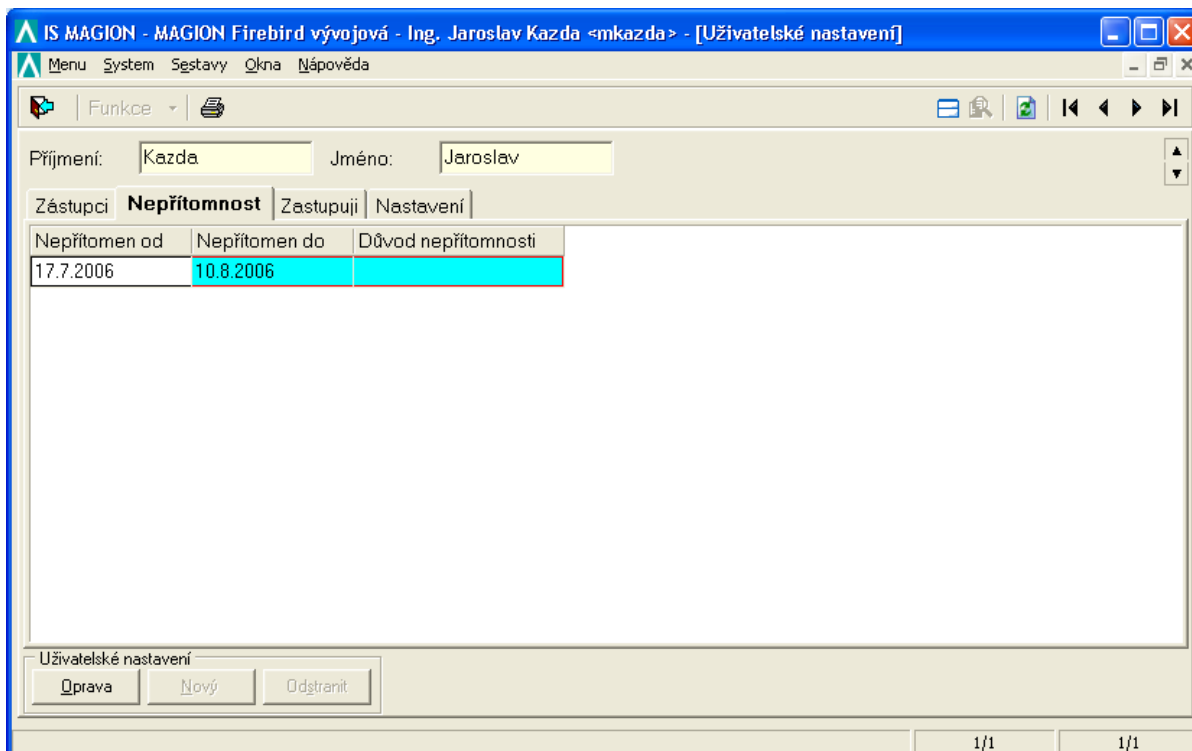 IS MAGION - MAGION Firebird vývojová - Ing. Jaroslav Kazda <mkazda> - [Uživatelské nastavení]
Menu System Sestavy Okna Nápověda
Funkce
Příjmení: Kazda Jméno: Jaroslav
Zástupci Nepřítomnost Zastupuji Nastavení
Nepřítomen od Nepřítomen do Důvod nepřítomnosti
17.7.2006 10.8.2006
Uživatelské nastavení
Oprava Nový Odstranit
1/1 1/1